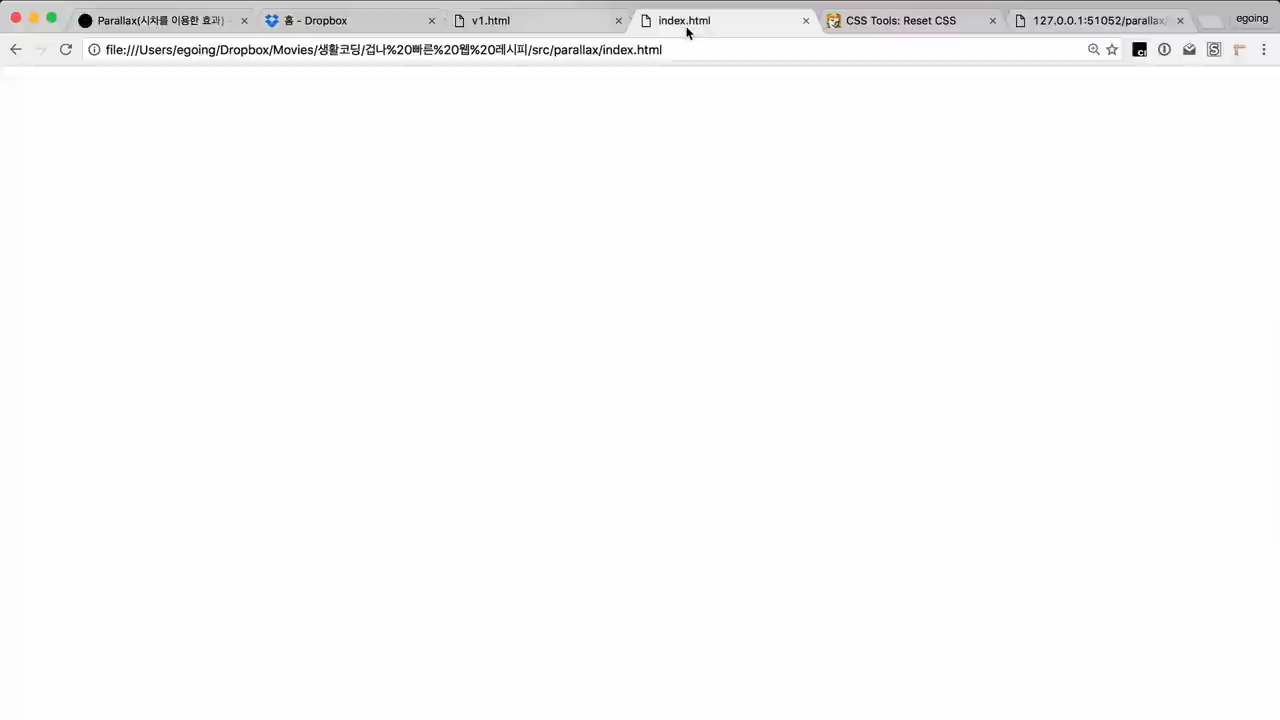 Parallax(시차를 이용한 효과)
홈 - Dropbox
v1.html
index.html
CSS Tools: Reset CSS
127.0.0.1:51052/parallax
egoing
file:///Users/egoing/Dropbox/Movies/생활코딩/겁나%20빠른%20웹%20레시피/src/parallax/index.html